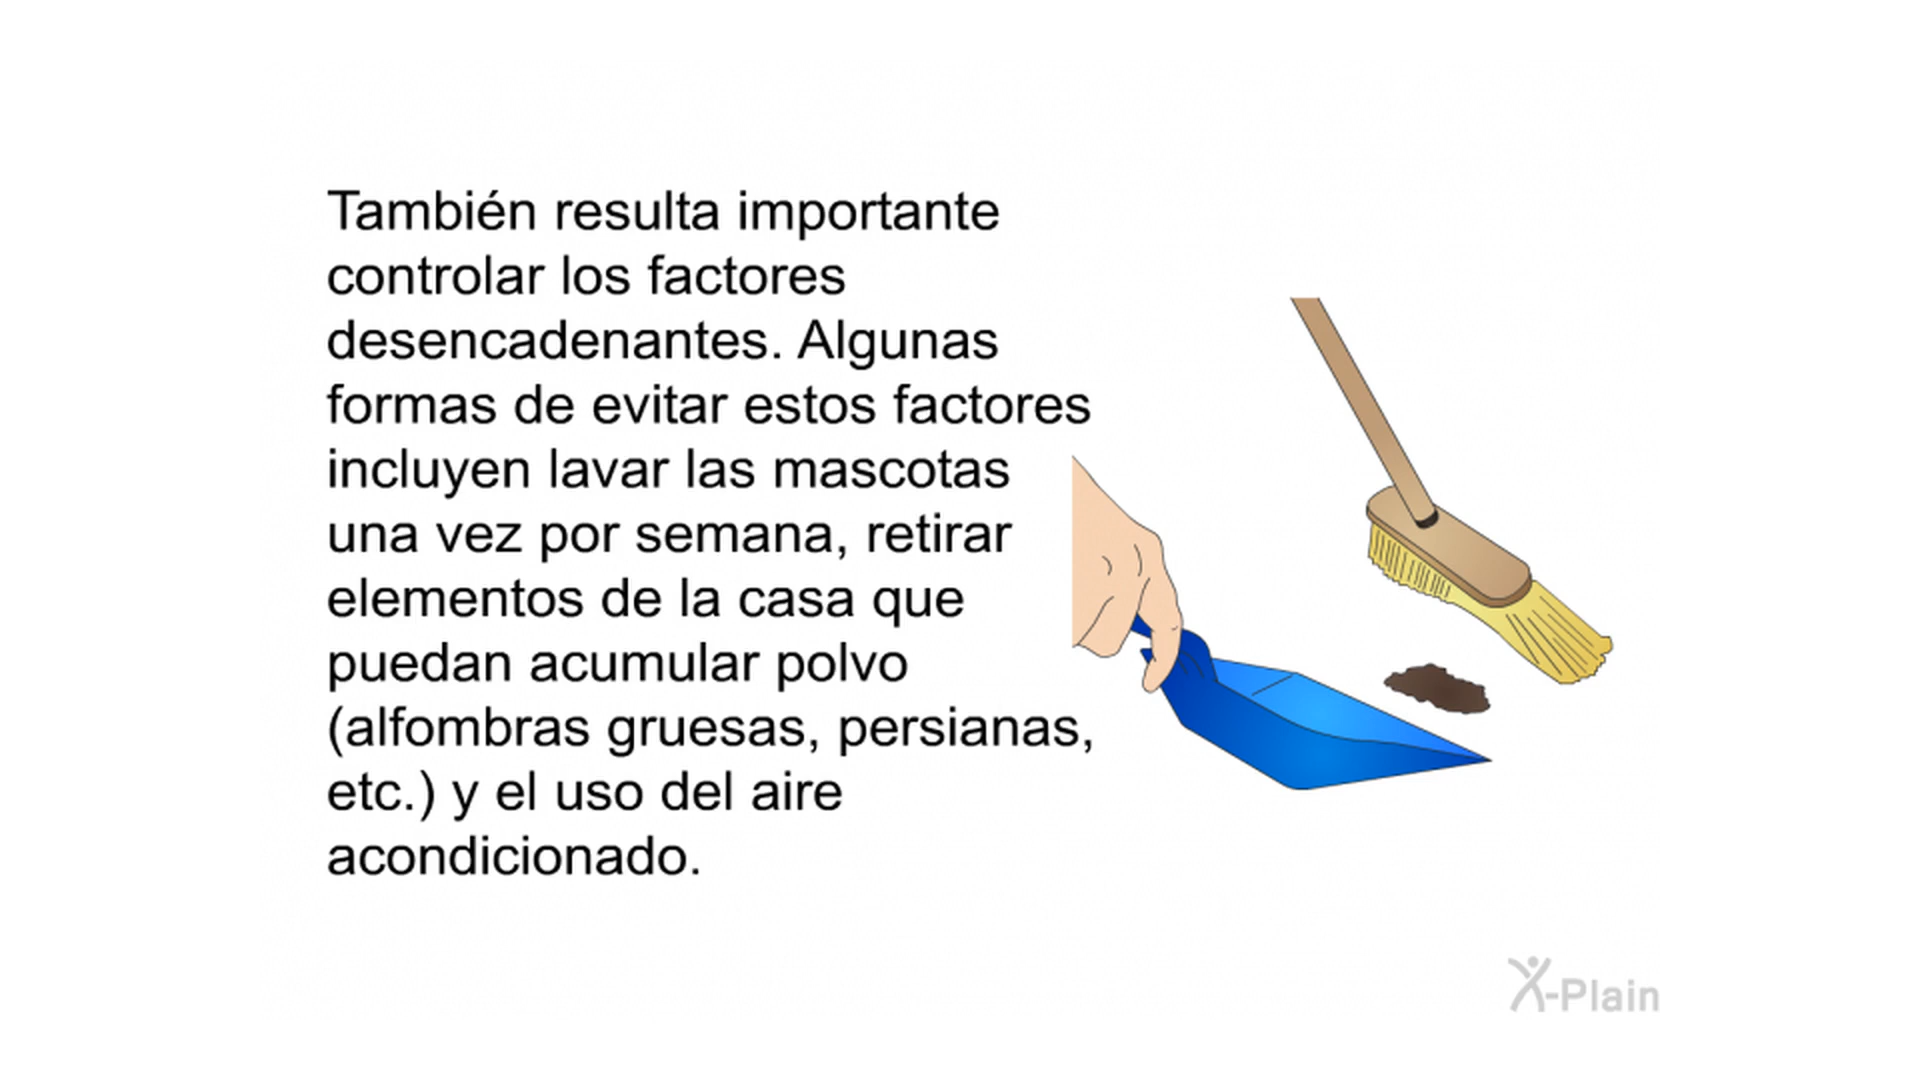 También resulta importante
controlar los factores
desencadenantes. Algunas
formas de evitar estos factores
incluyen lavar las mascotas
una vez por semana, retirar
elementos de la casa que
puedan acumular polvo
(alfombras gruesas, persianas,
etc.) y el uso del aire
acondicionado.
X-Plain